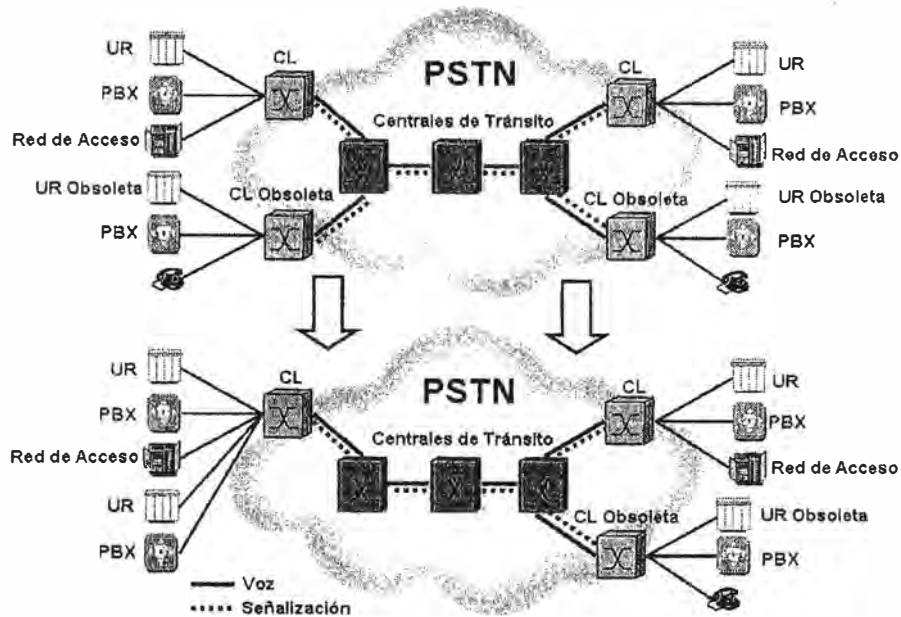 UR
CL
PSTN
CL
UR
PBX
PBX
Centrales de Tránsito
Red de Acceso
Red de Acceso
UR Obsoleta
CL Obsoleta
CL Obsoleta
UR Obsoleta
PBX
PBX
UR
CL
PSTN
CL
UR
PBX
PBX
Centrales de Tránsito
Red de Acceso
Red de Acceso
UR
CL Obsoleta
UR Obsoleta
PBX
PBX
Voz
Señalización